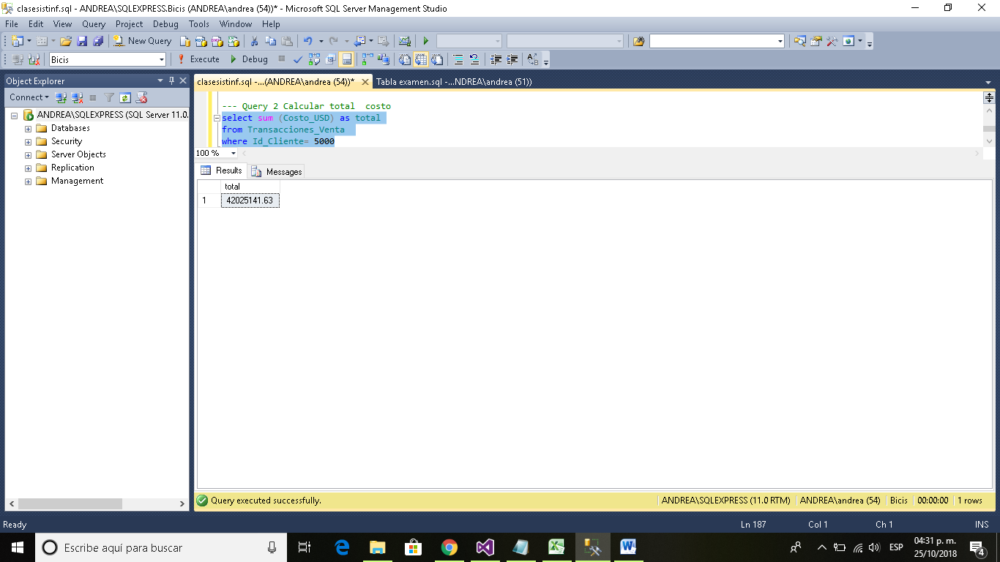 clasesistinf.sql - ANDREA\SQLEXPRESS.Bicis (ANDREA\andrea (54))* - Microsoft SQL Server Management Studio
File Edit View Query Project Debug Tools Window Help
New Query
Bicis Execute Debug
Object Explorer
Connect
ANDREA\SQLEXPRESS (SQL Server 11.0.
Databases
Security
Server Objects
Replication
Management
clasesistinf.sql -...(ANDREA\andrea (54))* Tabla examen.sql -...NDREA\andrea (51))
--- Query 2 Calcular total  costo
select sum (Costo_USD) as total
from Transacciones_Venta
where Id_Cliente= 5000
100 %
Results Messages
total
1 42025141.63
Query executed successfully. ANDREA\SQLEXPRESS (11.0 RTM) ANDREA\andrea (54) Bicis 00:00:00 1 rows
Ready Ln 187 Col 1 Ch 1 INS
Escribe aquí para buscar
ESP
04:31 p. m.
25/10/2018
4